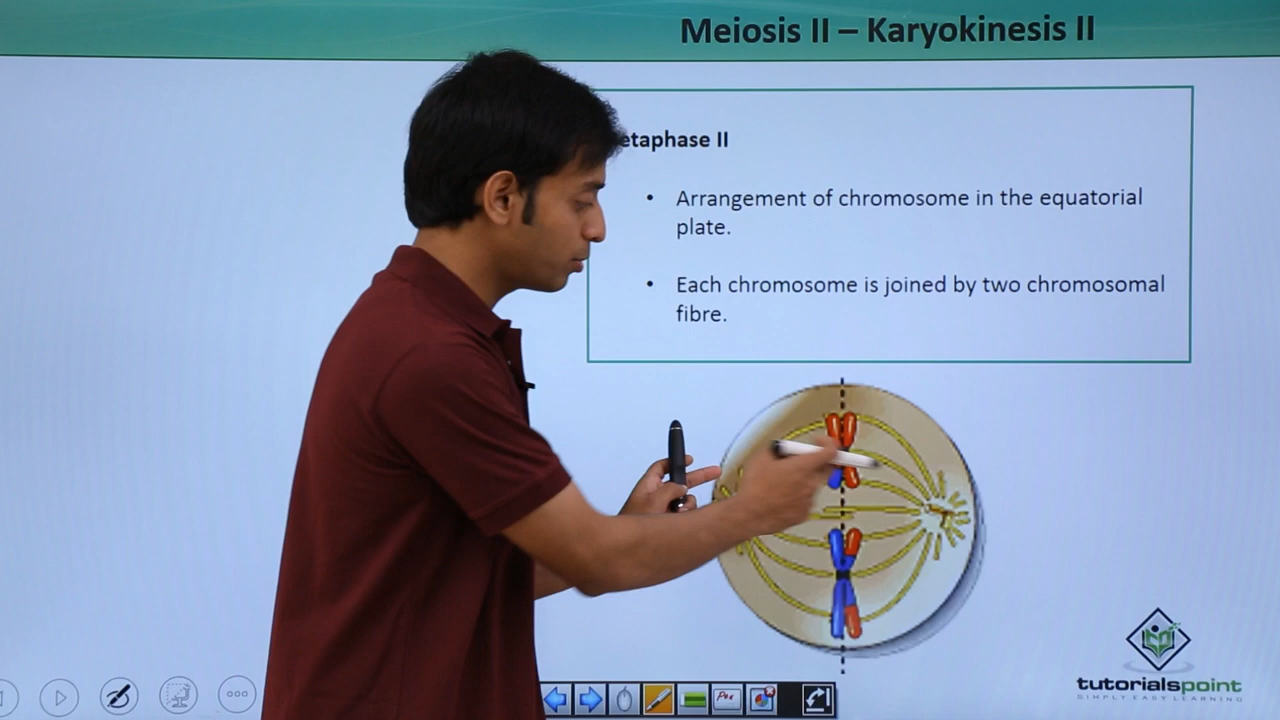 Meiosis II – Karyokinesis II
etaphase II
• Arrangement of chromosome in the equatorial
plate.
• Each chromosome is joined by two chromosomal
fibre.
tutorialspoint
SIMPLY EASY LEARNING
Pen